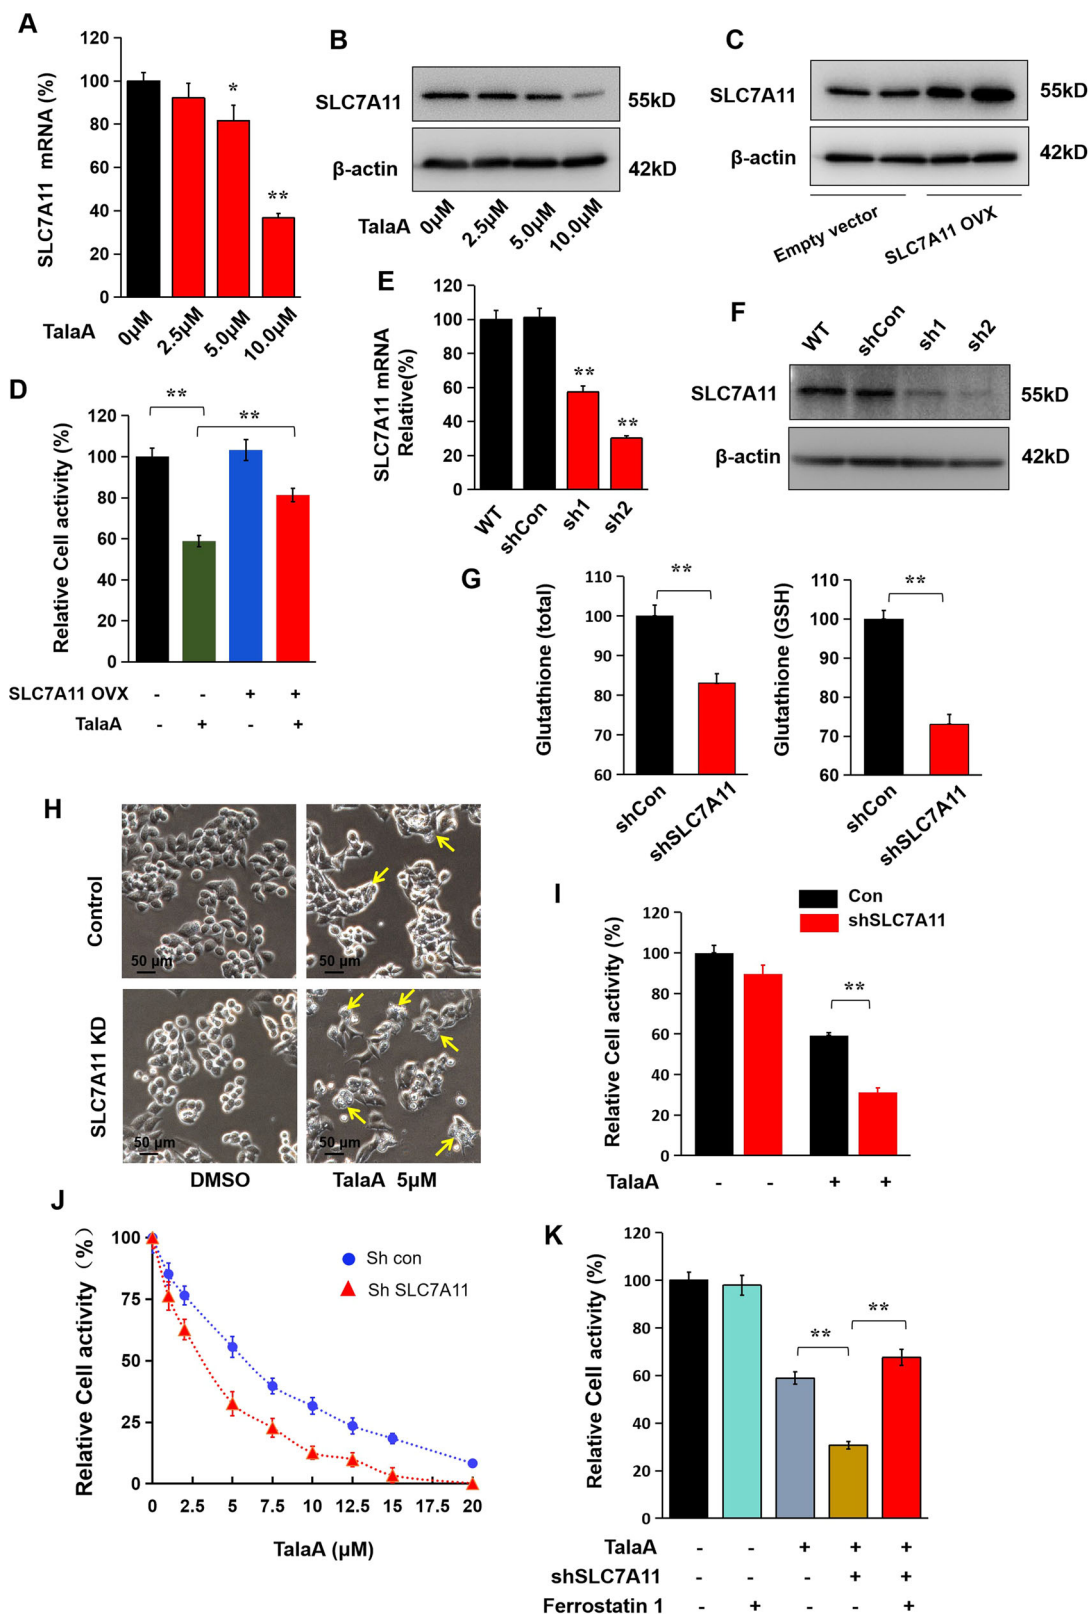 A
SLC7A11 mRNA (%)
120
100
80
60
40
20
0
*
**
TalaA
0μM
2.5μM
5.0μM
10.0μM
B
SLC7A11
55kD
β-actin
42kD
TalaA
0μM
2.5μM
5.0μM
10.0μM
C
SLC7A11
55kD
β-actin
42kD
Empty vector
SLC7A11 OVX
D
Relative Cell activity (%)
120
100
80
60
40
20
0
**
**
SLC7A11 OVX - - + +
TalaA - + - +
E
SLC7A11 mRNA
Relative(%)
120
100
80
60
40
20
0
**
**
WT
shCon
sh1
sh2
F
WT
shCon
sh1
sh2
SLC7A11
55kD
β-actin
42kD
G
Glutathione (total)
110
100
90
80
70
60
**
shCon
shSLC7A11
Glutathione (GSH)
110
100
90
80
70
60
**
shCon
shSLC7A11
H
Control
50 μm
50 μm
SLC7A11 KD
50 μm
50 μm
DMSO
TalaA 5μM
I
Con
shSLC7A11
Relative Cell activity (%)
120
100
80
60
40
20
0
**
TalaA - - + +
J
Relative Cell activity (%)
100
75
50
25
0
Sh con
Sh SLC7A11
0 2.5 5 7.5 10 12.5 15 17.5 20
TalaA (μM)
K
Relative Cell activity (%)
120
100
80
60
40
20
0
**
**
TalaA - - + + +
shSLC7A11 - - - + +
Ferrostatin 1 - + - - +